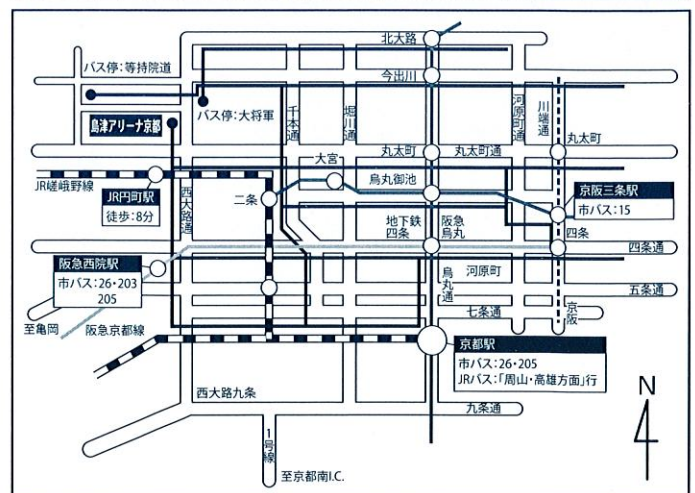 北大路
バス停：等持院道
今出川
島津アリーナ京都
バス停：大将軍
千本通
堀川通
河原町通
川端通
丸太町
丸太町通
丸太町
大宮
JR嵯峨野線
JR円町駅
徒歩：8分
西大路通
二条
烏丸御池
京阪三条駅
市バス：15
地下鉄
四条
阪急
烏丸
四条
四条通
阪急西院駅
市バス：26・203
205
烏丸通
河原町
五条通
至亀岡
阪急京都線
七条通
京阪
京都駅
市バス：26・205
JRバス：「周山・高雄方面」行
西大路九条
九条通
1号線
至京都南I.C.
N